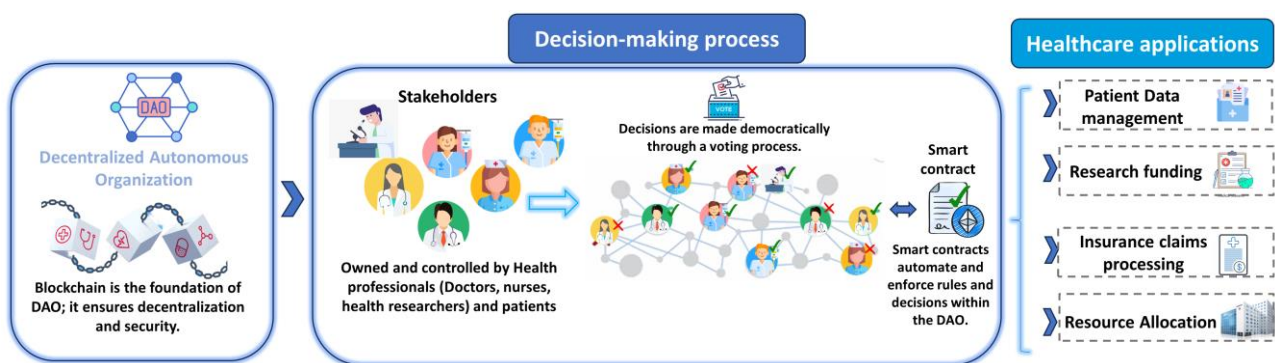 Decision-making process
Healthcare applications
DAO
Decentralized Autonomous
Organization
Blockchain is the foundation of
DAO; it ensures decentralization
and security.
Stakeholders
Owned and controlled by Health
professionals (Doctors, nurses,
health researchers) and patients
VOTE
Decisions are made democratically
through a voting process.
Smart
contract
Smart contracts
automate and
enforce rules and
decisions within
the DAO.
Patient Data
management
Research funding
Insurance claims
processing
Resource Allocation